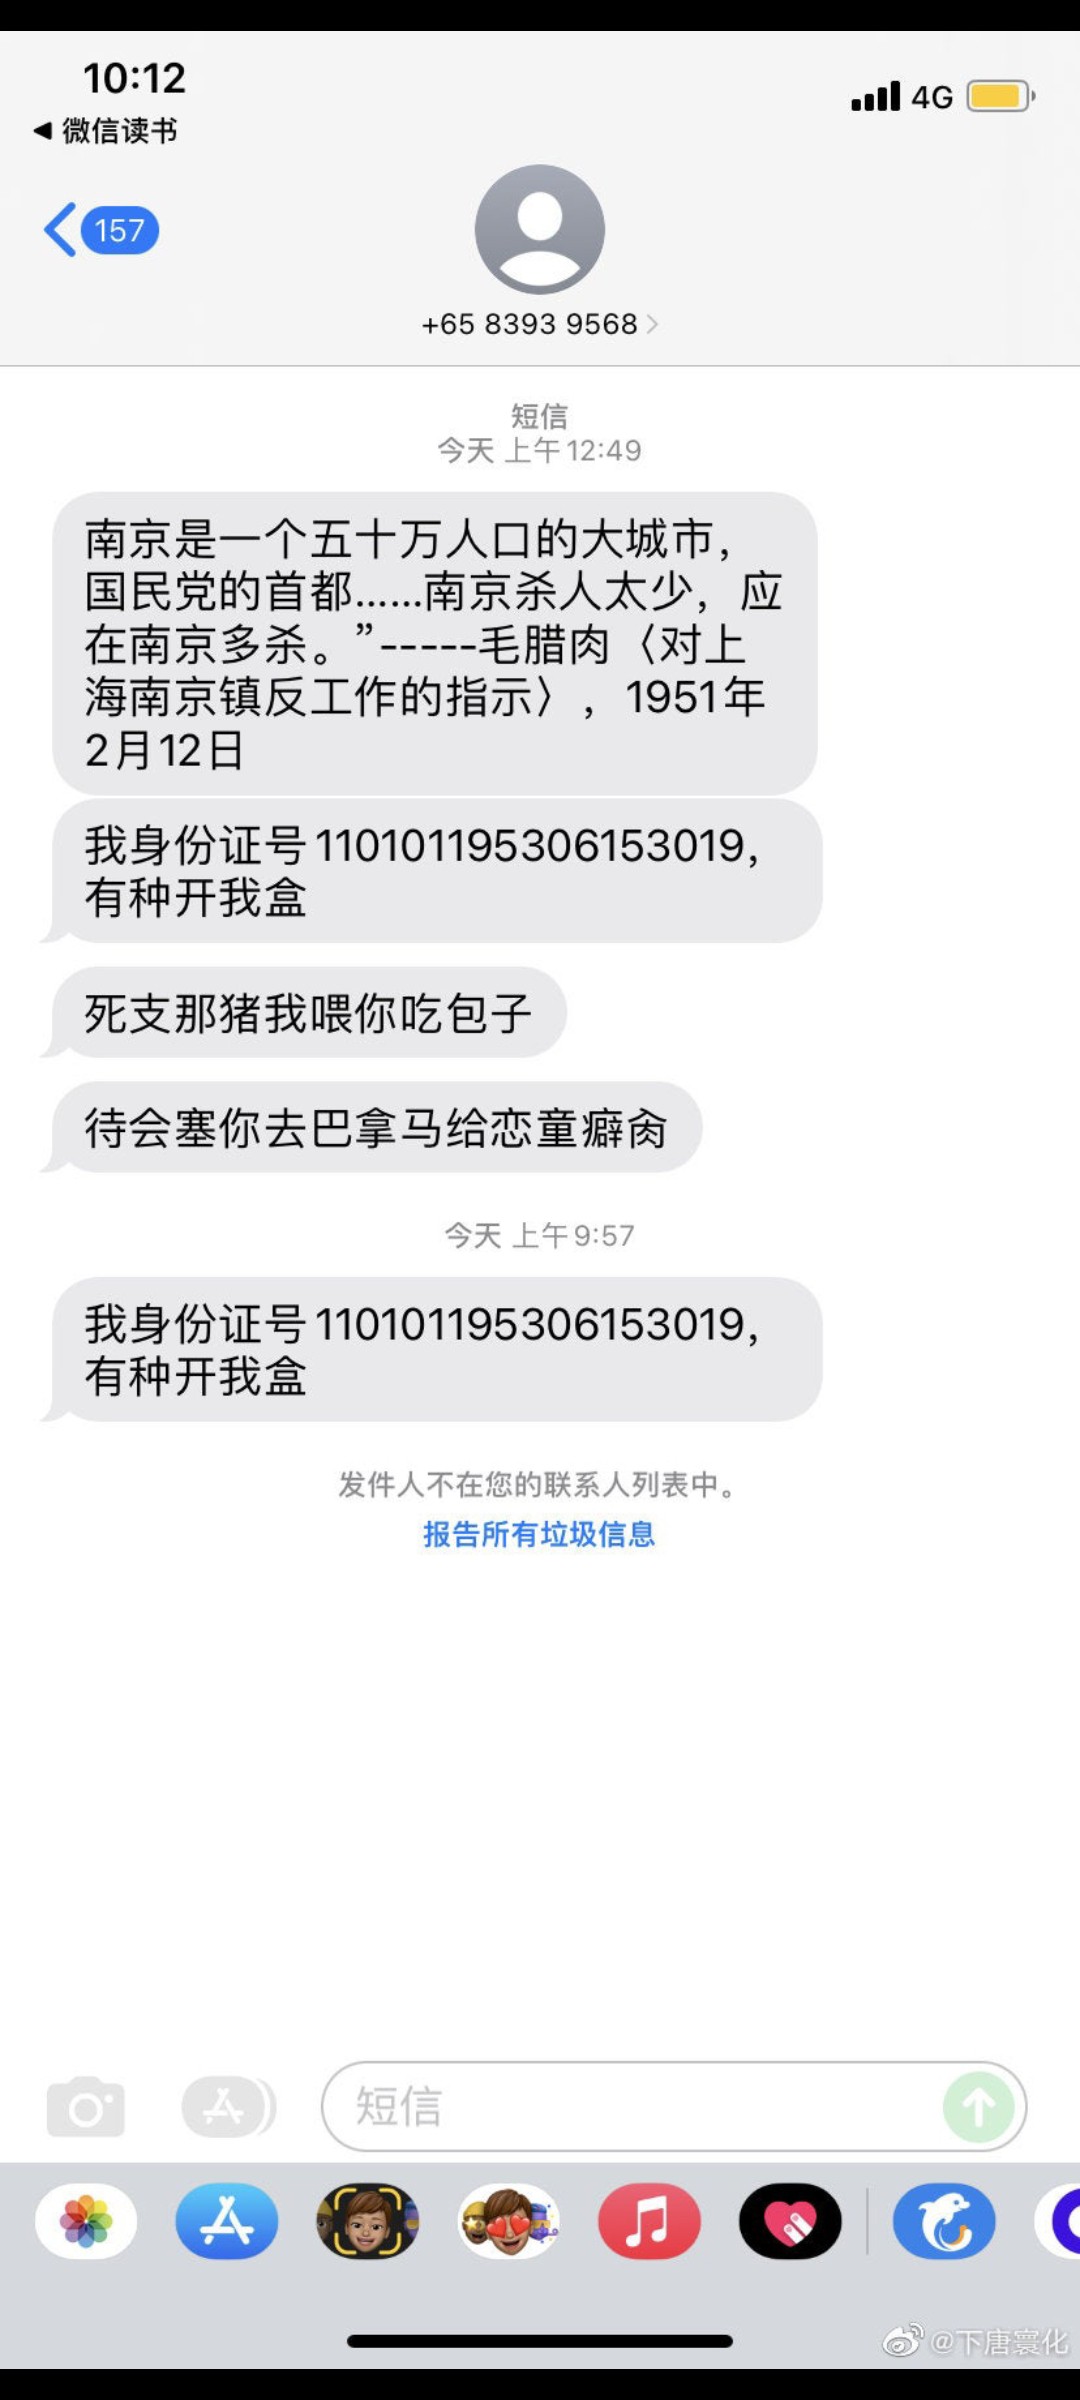 10:12
4G
微信读书
157
+65 8393 9568
短信
今天 上午 12:49
南京是一个五十万人口的大城市，
国民党的首都……南京杀人太少，应
在南京多杀。”-----毛腊肉〈对上
海南京镇反工作的指示〉，1951年
2月12日
我身份证号110101195306153019，
有种开我盒
死支那猪我喂你吃包子
待会塞你去巴拿马给恋童癖肏
今天 上午 9:57
我身份证号110101195306153019，
有种开我盒
发件人不在您的联系人列表中。
报告所有垃圾信息
短信
@下唐寰化